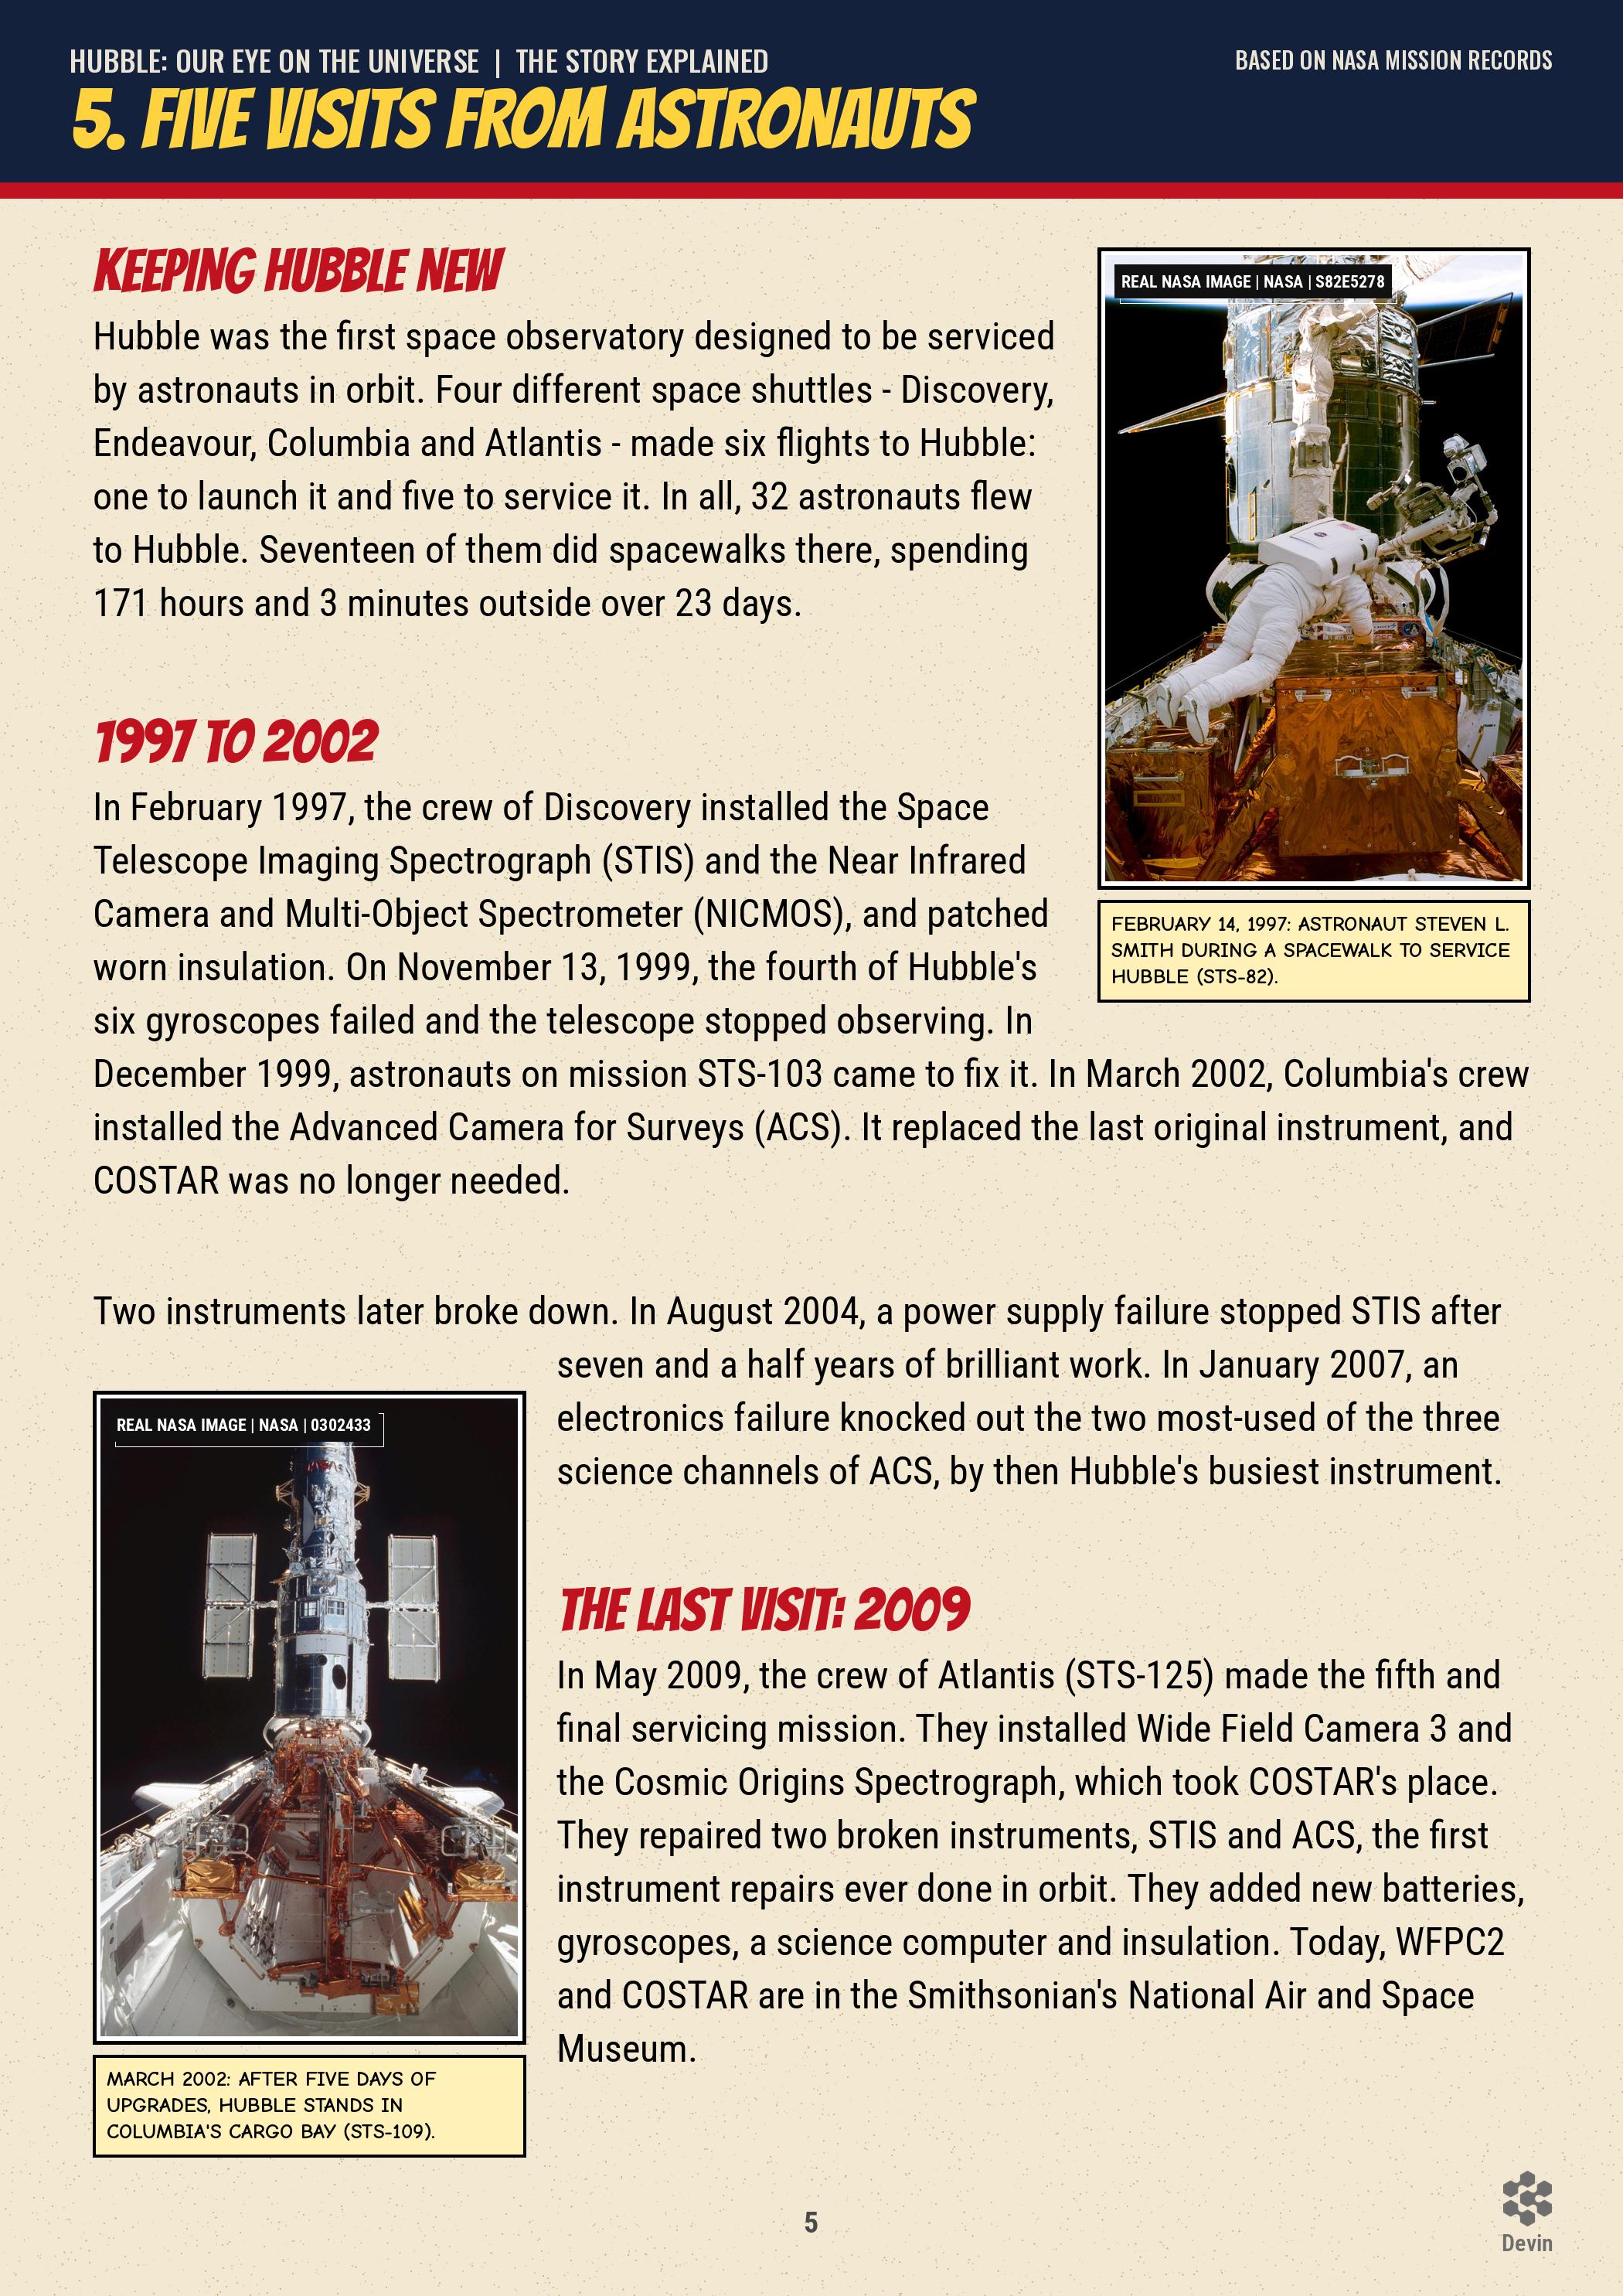 HUBBLE: OUR EYE ON THE UNIVERSE | THE STORY EXPLAINED
BASED ON NASA MISSION RECORDS
5. FIVE VISITS FROM ASTRONAUTS
KEEPING HUBBLE NEW
Hubble was the first space observatory designed to be serviced
by astronauts in orbit. Four different space shuttles - Discovery,
Endeavour, Columbia and Atlantis - made six flights to Hubble:
one to launch it and five to service it. In all, 32 astronauts flew
to Hubble. Seventeen of them did spacewalks there, spending
171 hours and 3 minutes outside over 23 days.
REAL NASA IMAGE | NASA | S82E5278
FEBRUARY 14, 1997: ASTRONAUT STEVEN L.
SMITH DURING A SPACEWALK TO SERVICE
HUBBLE (STS-82).
1997 TO 2002
In February 1997, the crew of Discovery installed the Space
Telescope Imaging Spectrograph (STIS) and the Near Infrared
Camera and Multi-Object Spectrometer (NICMOS), and patched
worn insulation. On November 13, 1999, the fourth of Hubble's
six gyroscopes failed and the telescope stopped observing. In
December 1999, astronauts on mission STS-103 came to fix it. In March 2002, Columbia's crew
installed the Advanced Camera for Surveys (ACS). It replaced the last original instrument, and
COSTAR was no longer needed.
Two instruments later broke down. In August 2004, a power supply failure stopped STIS after
seven and a half years of brilliant work. In January 2007, an
electronics failure knocked out the two most-used of the three
science channels of ACS, by then Hubble's busiest instrument.
REAL NASA IMAGE | NASA | 0302433
MARCH 2002: AFTER FIVE DAYS OF
UPGRADES, HUBBLE STANDS IN
COLUMBIA'S CARGO BAY (STS-109).
THE LAST VISIT: 2009
In May 2009, the crew of Atlantis (STS-125) made the fifth and
final servicing mission. They installed Wide Field Camera 3 and
the Cosmic Origins Spectrograph, which took COSTAR's place.
They repaired two broken instruments, STIS and ACS, the first
instrument repairs ever done in orbit. They added new batteries,
gyroscopes, a science computer and insulation. Today, WFPC2
and COSTAR are in the Smithsonian's National Air and Space
Museum.
5
Devin